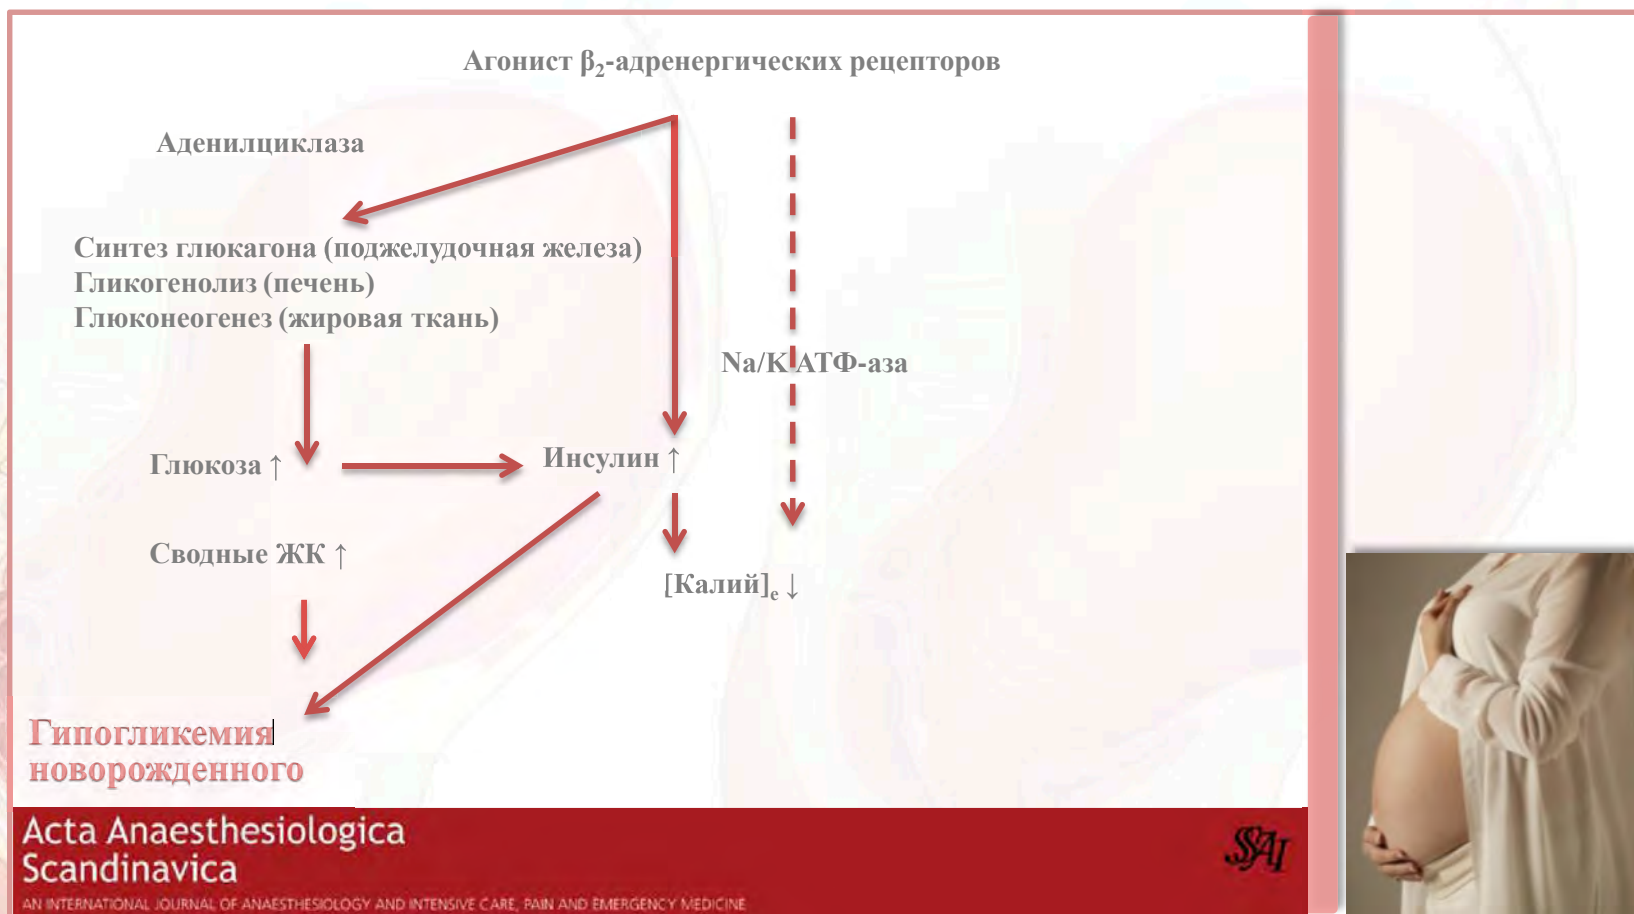 Агонист β₂-адренергических рецепторов
Аденилциклаза
Синтез глюкагона (поджелудочная железа)
Гликогенолиз (печень)
Глюконеогенез (жировая ткань)
Na/K АТФ-аза
Глюкоза ↑
Инсулин ↑
Сводные ЖК ↑
[Калий]ₑ ↓
Гипогликемия
новорожденного
Acta Anaesthesiologica
Scandinavica
SSAI
AN INTERNATIONAL JOURNAL OF ANAESTHESIOLOGY AND INTENSIVE CARE, PAIN AND EMERGENCY MEDICINE